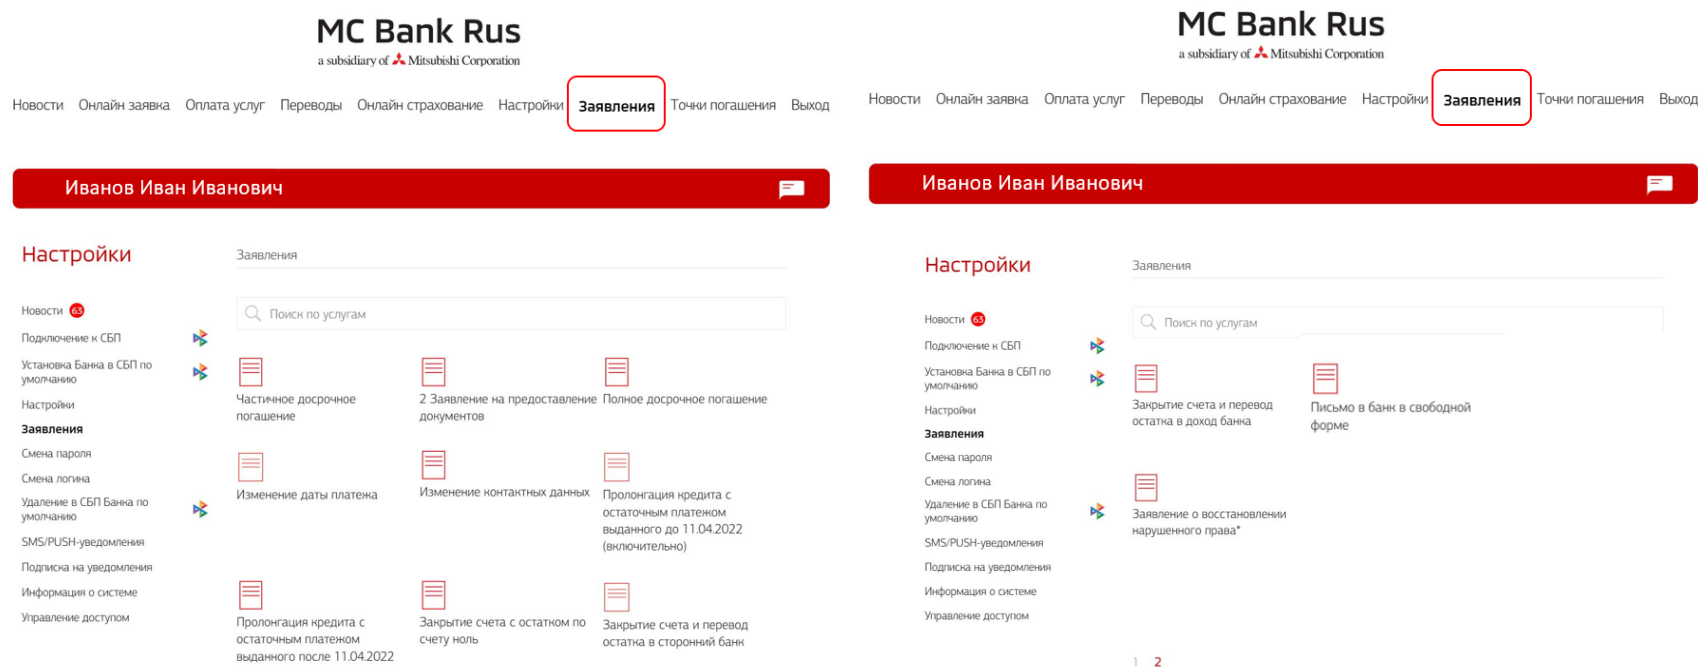 MC Bank Rus
a subsidiary of Mitsubishi Corporation
Новости Онлайн заявка Оплата услуг Переводы Онлайн страхование Настройки Заявления Точки погашения Выход
Иванов Иван Иванович
Настройки
Новости 63
Подключение к СБП
Установка Банка в СБП по
умолчанию
Настройки
Заявления
Смена пароля
Смена логина
Удаление в СБП Банка по
умолчанию
SMS/PUSH-уведомления
Подписка на уведомления
Информация о системе
Управление доступом
Заявления
Поиск по услугам
Частичное досрочное
погашение
2 Заявление на предоставление
документов
Полное досрочное погашение
Изменение даты платежа
Изменение контактных данных
Пролонгация кредита с
остаточным платежом
выданного до 11.04.2022
(включительно)
Пролонгация кредита с
остаточным платежом
выданного после 11.04.2022
Закрытие счета с остатком по
счету ноль
Закрытие счета и перевод
остатка в сторонний банк
MC Bank Rus
a subsidiary of Mitsubishi Corporation
Новости Онлайн заявка Оплата услуг Переводы Онлайн страхование Настройки Заявления Точки погашения Выход
Иванов Иван Иванович
Настройки
Новости 63
Подключение к СБП
Установка Банка в СБП по
умолчанию
Настройки
Заявления
Смена пароля
Смена логина
Удаление в СБП Банка по
умолчанию
SMS/PUSH-уведомления
Подписка на уведомления
Информация о системе
Управление доступом
Заявления
Поиск по услугам
Закрытие счета и перевод
остатка в доход банка
Письмо в банк в свободной
форме
Заявление о восстановлении
нарушенного права*
1 2